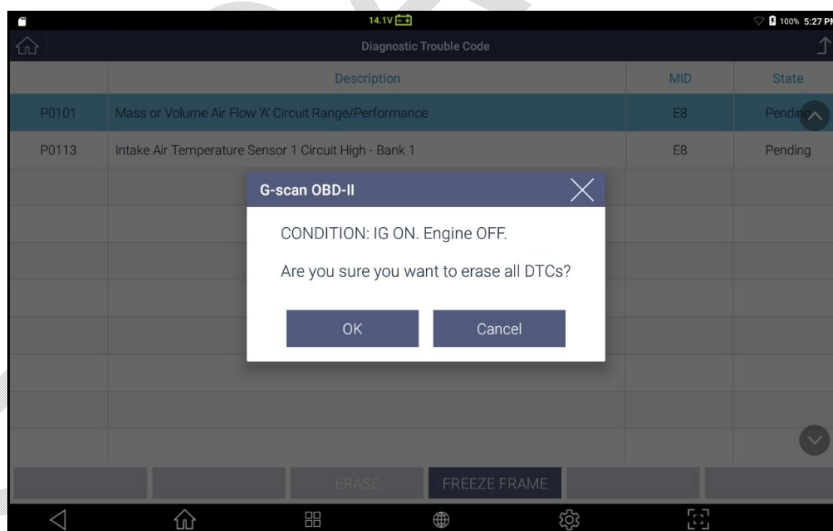 14.1V
100% 5:27 PM
Diagnostic Trouble Code
Description MID State
P0101 Mass or Volume Air Flow 'A' Circuit Range/Performance E8 Pending
P0113 Intake Air Temperature Sensor 1 Circuit High - Bank 1 E8 Pending
G-scan OBD-II
CONDITION: IG ON. Engine OFF.
Are you sure you want to erase all DTCs?
OK Cancel
ERASE FREEZE FRAME